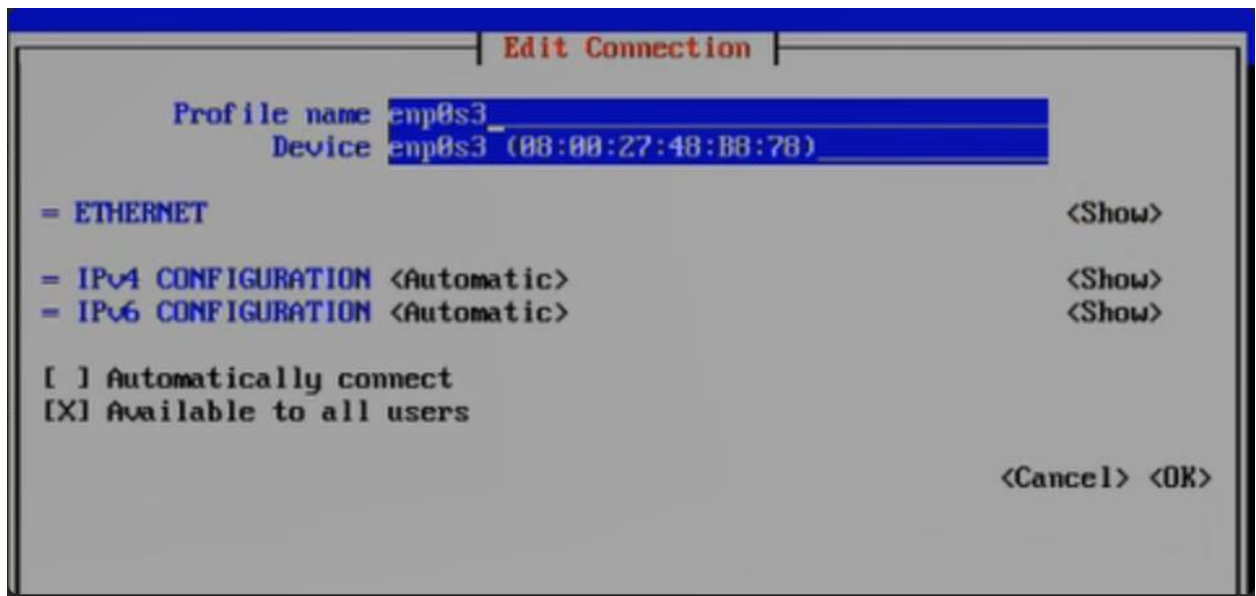 Edit Connection
Profile name enp0s3
Device enp0s3 (08:00:27:48:B8:78)
= ETHERNET <Show>
= IPv4 CONFIGURATION <Automatic> <Show>
= IPv6 CONFIGURATION <Automatic> <Show>
[ ] Automatically connect
[X] Available to all users
<Cancel> <OK>